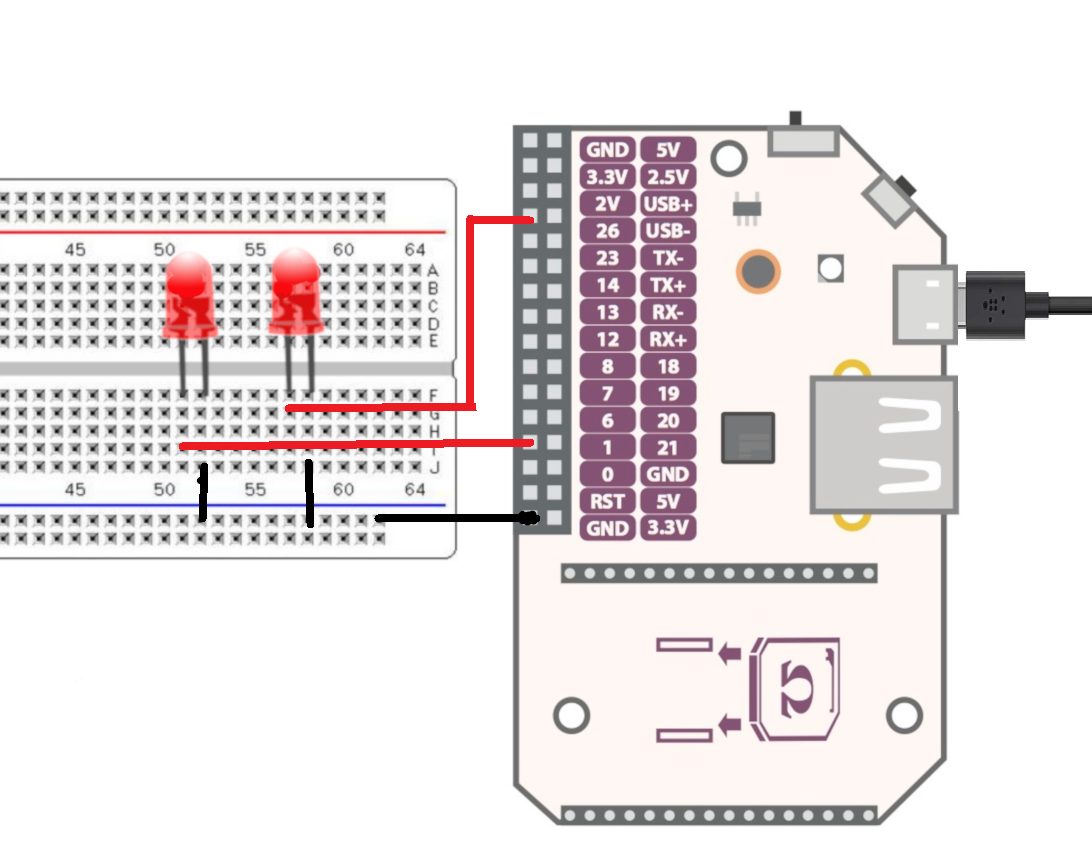 45 50 55 60 64
A
B
C
D
E
F
G
H
I
J
45 50 55 60 64
GND 5V
3.3V 2.5V
2V USB+
26 USB-
23 TX-
14 TX+
13 RX-
12 RX+
8 18
7 19
6 20
1 21
0 GND
RST 5V
GND 3.3V
Ω